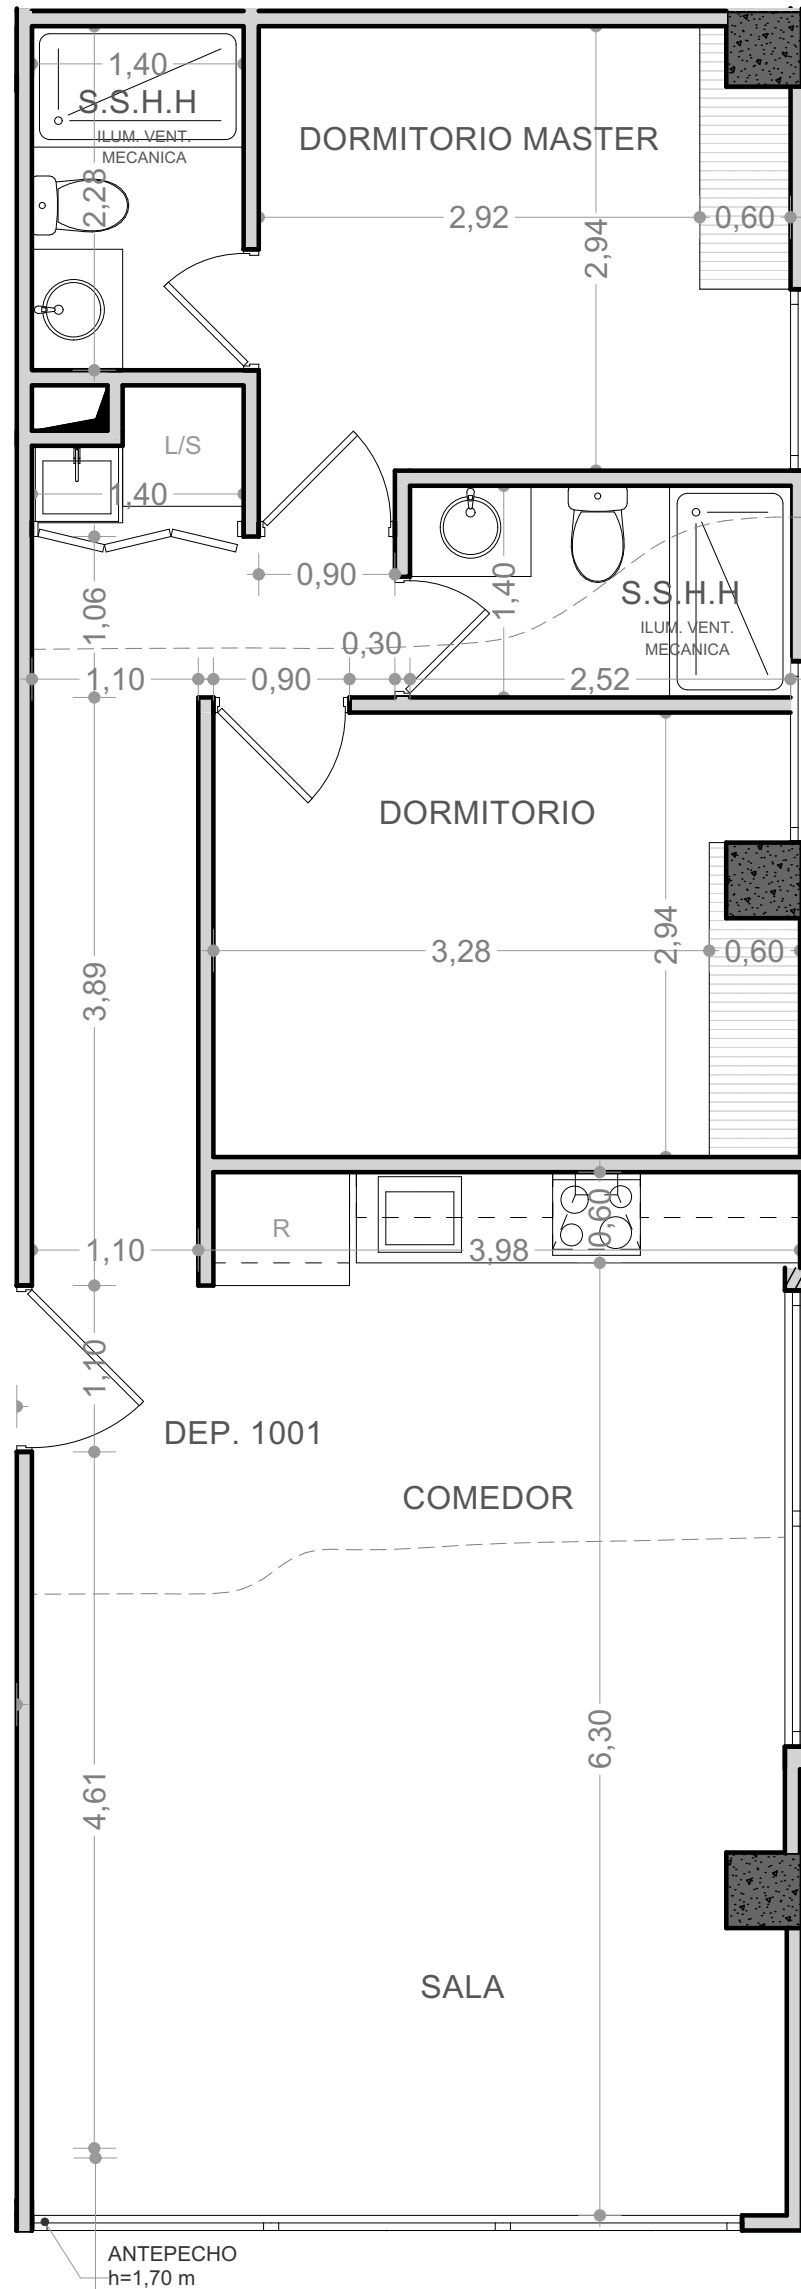 1,40
S.S.H.H
ILUM. VENT.
MECANICA
2,28
DORMITORIO MASTER
2,92
0,60
2,94
L/S
1,40
0,90
1,06
1,40
S.S.H.H
ILUM. VENT.
MECANICA
0,30
1,10
0,90
2,52
DORMITORIO
3,28
2,94
0,60
3,89
R
0,60
1,10
3,98
1,10
DEP. 1001
COMEDOR
6,30
4,61
SALA
ANTEPECHO
h=1,70 m